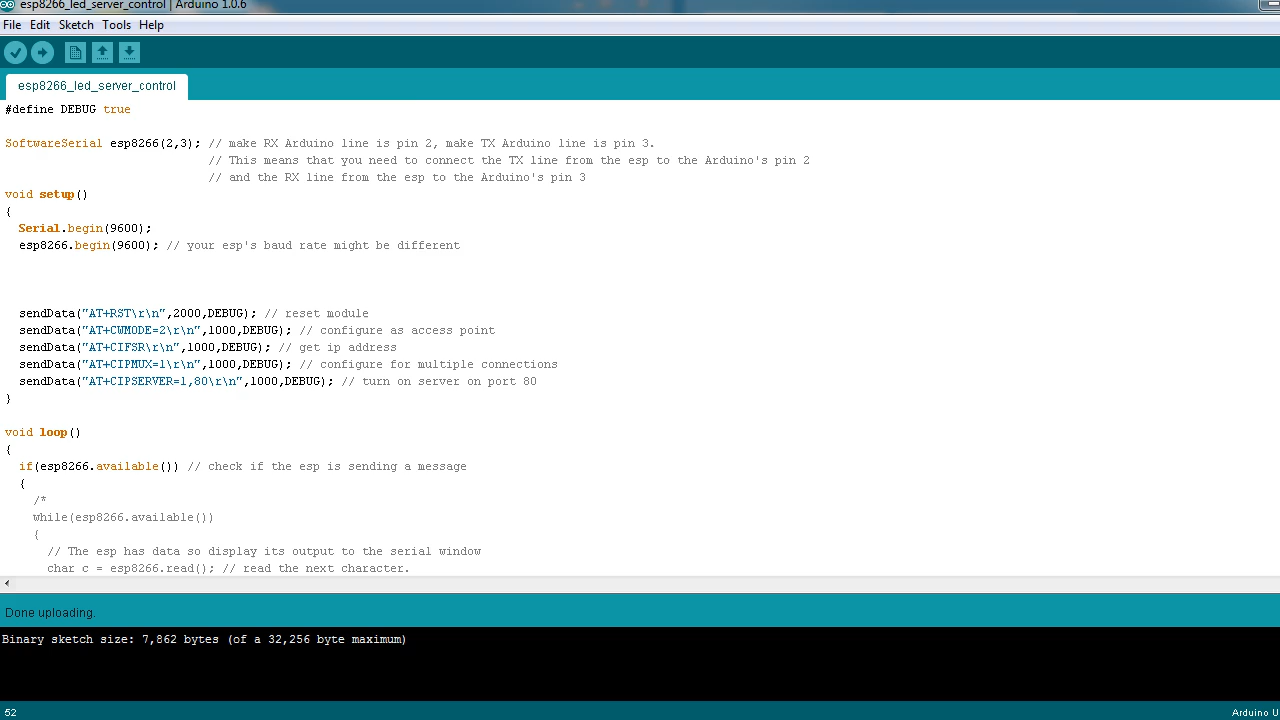 esp8266_led_server_control | Arduino 1.0.6
File Edit Sketch Tools Help
esp8266_led_server_control
#define DEBUG true
SoftwareSerial esp8266(2,3); // make RX Arduino line is pin 2, make TX Arduino line is pin 3.
// This means that you need to connect the TX line from the esp to the Arduino's pin 2
// and the RX line from the esp to the Arduino's pin 3
void setup()
{
Serial.begin(9600);
esp8266.begin(9600); // your esp's baud rate might be different
sendData("AT+RST\r\n",2000,DEBUG); // reset module
sendData("AT+CWMODE=2\r\n",1000,DEBUG); // configure as access point
sendData("AT+CIFSR\r\n",1000,DEBUG); // get ip address
sendData("AT+CIPMUX=1\r\n",1000,DEBUG); // configure for multiple connections
sendData("AT+CIPSERVER=1,80\r\n",1000,DEBUG); // turn on server on port 80
}
void loop()
{
if(esp8266.available()) // check if the esp is sending a message
{
/*
while(esp8266.available())
{
// The esp has data so display its output to the serial window
char c = esp8266.read(); // read the next character.
Done uploading.
Binary sketch size: 7,862 bytes (of a 32,256 byte maximum)
52
Arduino U